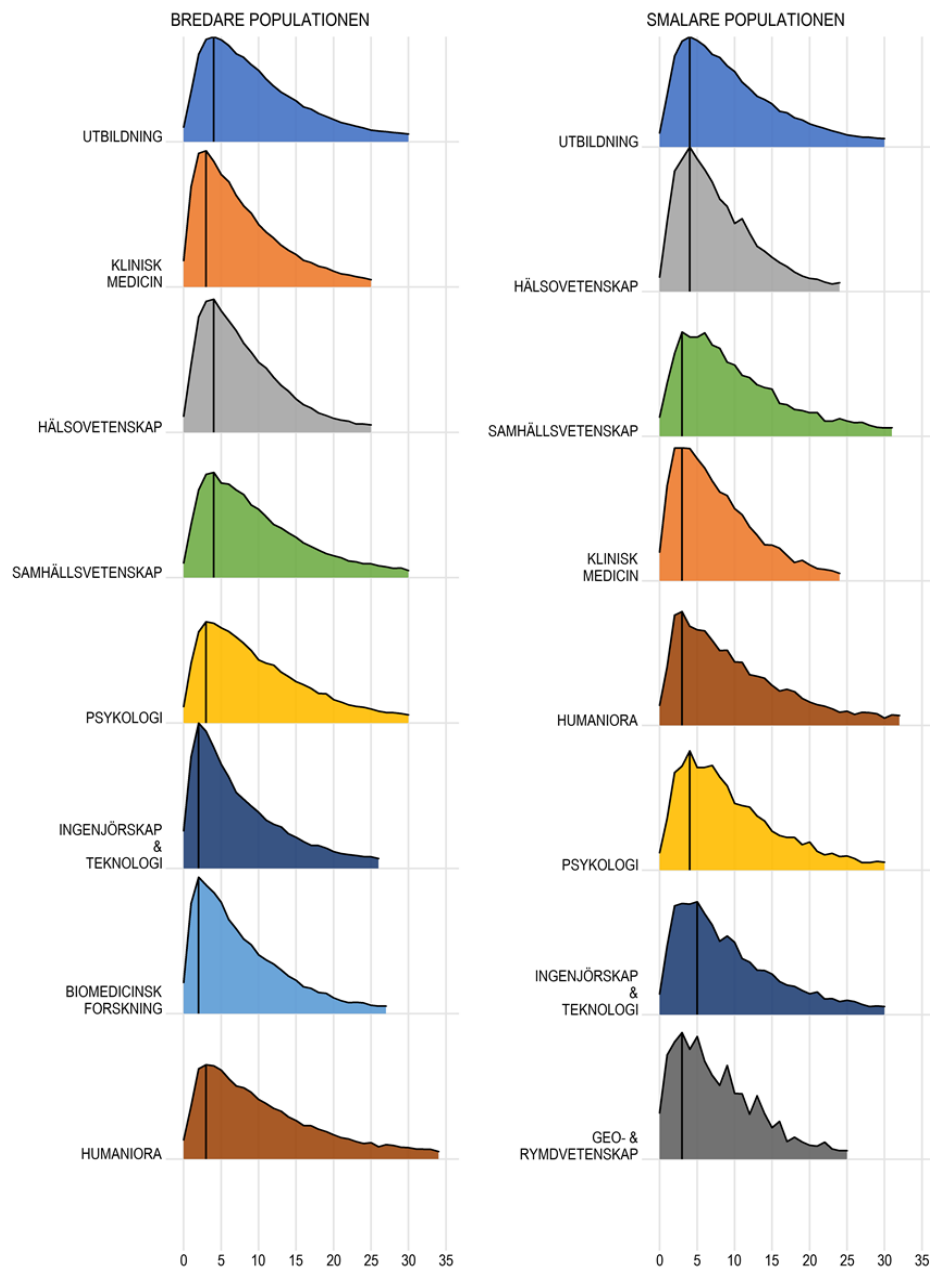 BREDARE POPULATIONEN
UTBILDNING
KLINISK
MEDICIN
HÄLSOVETENSKAP
SAMHÄLLSVETENSKAP
PSYKOLOGI
INGENJÖRSKAP
&
TEKNOLOGI
BIOMEDICINSK
FORSKNING
HUMANIORA
0 5 10 15 20 25 30 35
SMALARE POPULATIONEN
UTBILDNING
HÄLSOVETENSKAP
SAMHÄLLSVETENSKAP
KLINISK
MEDICIN
HUMANIORA
PSYKOLOGI
INGENJÖRSKAP
&
TEKNOLOGI
GEO- &
RYMDVETENSKAP
0 5 10 15 20 25 30 35